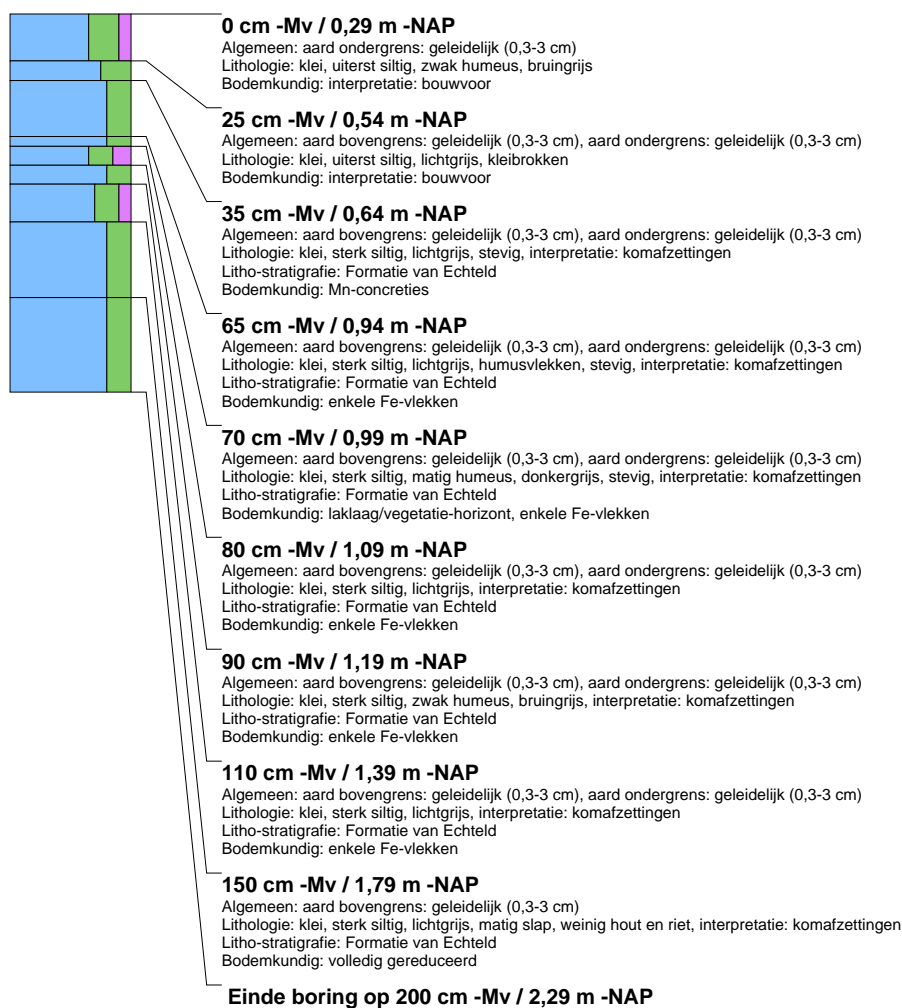 0 cm -Mv / 0,29 m -NAP
Algemeen: aard ondergrens: geleidelijk (0,3-3 cm)
Lithologie: klei, uiterst siltig, zwak humeus, bruingrijs
Bodemkundig: interpretatie: bouwvoor
25 cm -Mv / 0,54 m -NAP
Algemeen: aard bovengrens: geleidelijk (0,3-3 cm), aard ondergrens: geleidelijk (0,3-3 cm)
Lithologie: klei, uiterst siltig, lichtgrijs, kleibrokken
Bodemkundig: interpretatie: bouwvoor
35 cm -Mv / 0,64 m -NAP
Algemeen: aard bovengrens: geleidelijk (0,3-3 cm), aard ondergrens: geleidelijk (0,3-3 cm)
Lithologie: klei, sterk siltig, lichtgrijs, stevig, interpretatie: komafzettingen
Litho-stratigrafie: Formatie van Echteld
Bodemkundig: Mn-concreties
65 cm -Mv / 0,94 m -NAP
Algemeen: aard bovengrens: geleidelijk (0,3-3 cm), aard ondergrens: geleidelijk (0,3-3 cm)
Lithologie: klei, sterk siltig, lichtgrijs, humusvlekken, stevig, interpretatie: komafzettingen
Litho-stratigrafie: Formatie van Echteld
Bodemkundig: enkele Fe-vlekken
70 cm -Mv / 0,99 m -NAP
Algemeen: aard bovengrens: geleidelijk (0,3-3 cm), aard ondergrens: geleidelijk (0,3-3 cm)
Lithologie: klei, sterk siltig, matig humeus, donkergrijs, stevig, interpretatie: komafzettingen
Litho-stratigrafie: Formatie van Echteld
Bodemkundig: laklaag/vegetatie-horizont, enkele Fe-vlekken
80 cm -Mv / 1,09 m -NAP
Algemeen: aard bovengrens: geleidelijk (0,3-3 cm), aard ondergrens: geleidelijk (0,3-3 cm)
Lithologie: klei, sterk siltig, lichtgrijs, interpretatie: komafzettingen
Litho-stratigrafie: Formatie van Echteld
Bodemkundig: enkele Fe-vlekken
90 cm -Mv / 1,19 m -NAP
Algemeen: aard bovengrens: geleidelijk (0,3-3 cm), aard ondergrens: geleidelijk (0,3-3 cm)
Lithologie: klei, sterk siltig, zwak humeus, bruingrijs, interpretatie: komafzettingen
Litho-stratigrafie: Formatie van Echteld
Bodemkundig: enkele Fe-vlekken
110 cm -Mv / 1,39 m -NAP
Algemeen: aard bovengrens: geleidelijk (0,3-3 cm), aard ondergrens: geleidelijk (0,3-3 cm)
Lithologie: klei, sterk siltig, lichtgrijs, interpretatie: komafzettingen
Litho-stratigrafie: Formatie van Echteld
Bodemkundig: enkele Fe-vlekken
150 cm -Mv / 1,79 m -NAP
Algemeen: aard bovengrens: geleidelijk (0,3-3 cm)
Lithologie: klei, sterk siltig, lichtgrijs, matig slap, weinig hout en riet, interpretatie: komafzettingen
Litho-stratigrafie: Formatie van Echteld
Bodemkundig: volledig gereduceerd
Einde boring op 200 cm -Mv / 2,29 m -NAP